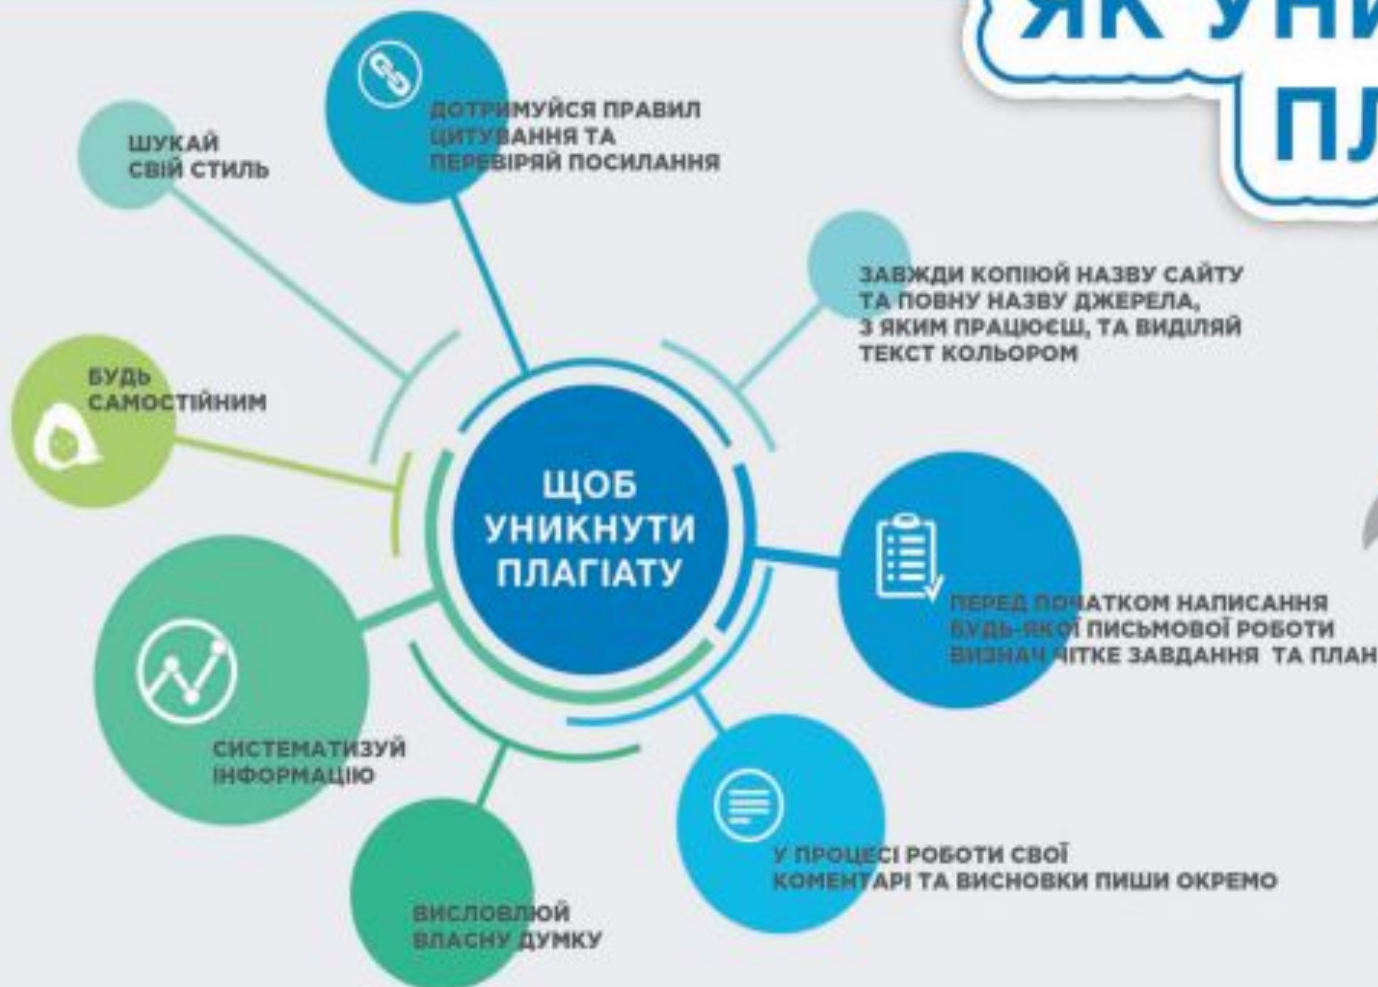 ЯК
ШУКАЙ
СВІЙ СТИЛЬ
ДОТРИМУЙСЯ ПРАВИЛ
ЦИТУВАННЯ ТА
ПЕРЕВІРЯЙ ПОСИЛАННЯ
ЗАВЖДИ КОПІЮЙ НАЗВУ САЙТУ
ТА ПОВНУ НАЗВУ ДЖЕРЕЛА,
З ЯКИМ ПРАЦЮЄШ, ТА ВИДІЛЯЙ
ТЕКСТ КОЛЬОРОМ
БУДЬ
САМОСТІЙНИМ
ЩОБ
УНИКНУТИ
ПЛАГІАТУ
ПЕРЕД ПОЧАТКОМ НАПИСАННЯ
БУДЬ-ЯКОЇ ПИСЬМОВОЇ РОБОТИ
ВИЗНАЧ ЧІТКЕ ЗАВДАННЯ ТА ПЛАН
СИСТЕМАТИЗУЙ
ІНФОРМАЦІЮ
У ПРОЦЕСІ РОБОТИ СВОЇ
КОМЕНТАРІ ТА ВИСНОВКИ ПИШИ ОКРЕМО
ВИСЛОВЛЮЙ
ВЛАСНУ ДУМКУ